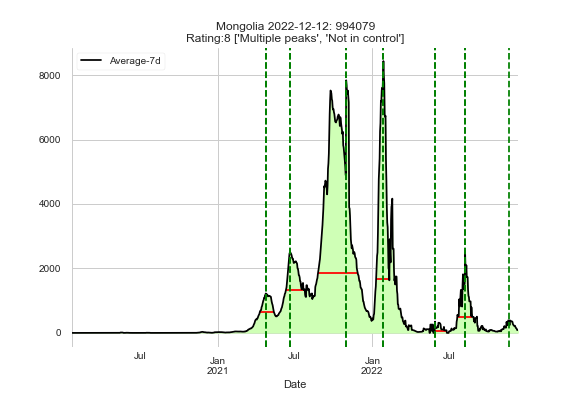 Mongolia 2022-12-12: 994079
Rating:8 ['Multiple peaks', 'Not in control']
Average-7d
8000
6000
4000
2000
0
Jul
Jan
2021
Jul
Jan
2022
Jul
Date